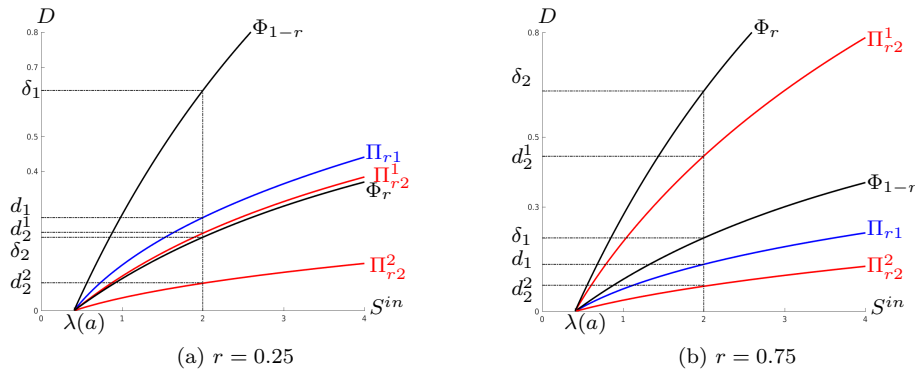 D
0.8
Φ₁₋ᵣ
0.7
δ₁
0.5
0.4
Πᵣ₁
Π¹ᵣ₂
Φᵣ
d₁
d¹₂
δ₂
d²₂
Π²ᵣ₂
Sⁱⁿ
0 1 2 3 4
λ(a)
(a) r = 0.25
D
0.8
Φᵣ
Π¹ᵣ₂
δ₂
0.5
d¹₂
Φ₁₋ᵣ
0.3
δ₁
Πᵣ₁
d₁
Π²ᵣ₂
d²₂
Sⁱⁿ
0 1 2 3 4
λ(a)
(b) r = 0.75